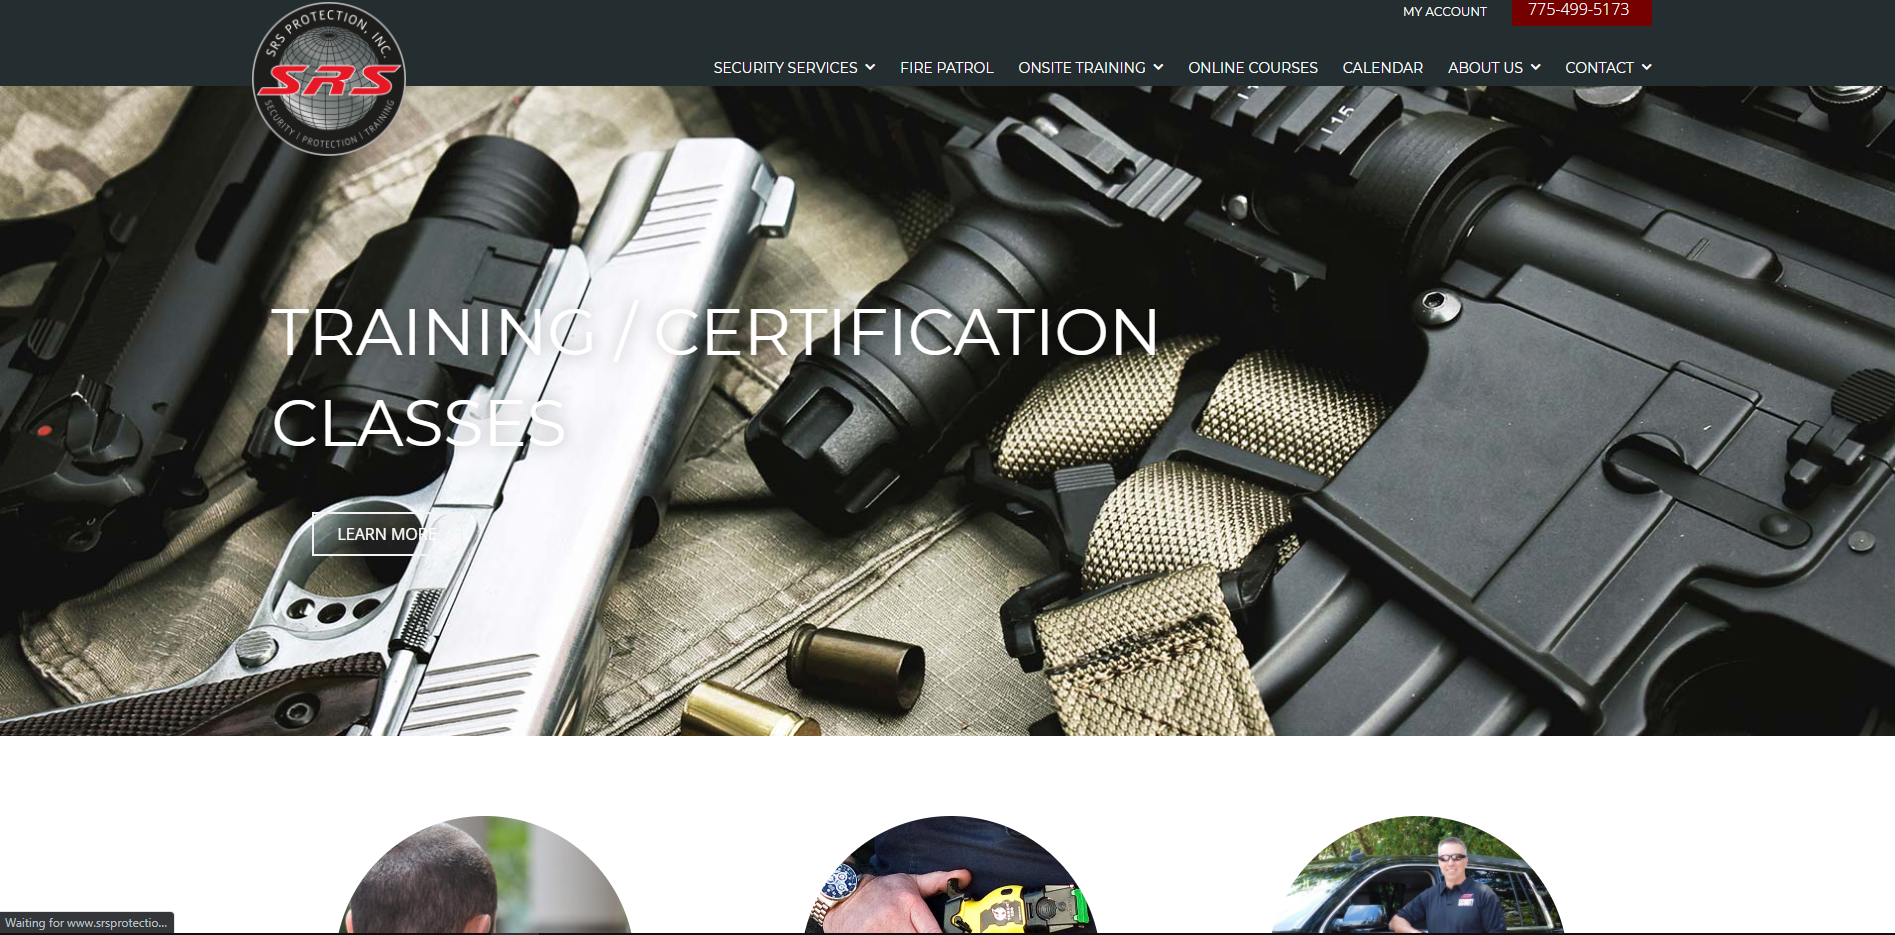 SRS PROTECTION, INC.
SRS
SECURITY | PROTECTION | TRAINING
MY ACCOUNT
775-499-5173
SECURITY SERVICES
FIRE PATROL
ONSITE TRAINING
ONLINE COURSES
CALENDAR
ABOUT US
CONTACT
L 15
TRAINING / CERTIFICATION
CLASSES
LEARN MORE
Waiting for www.srsprotectio...